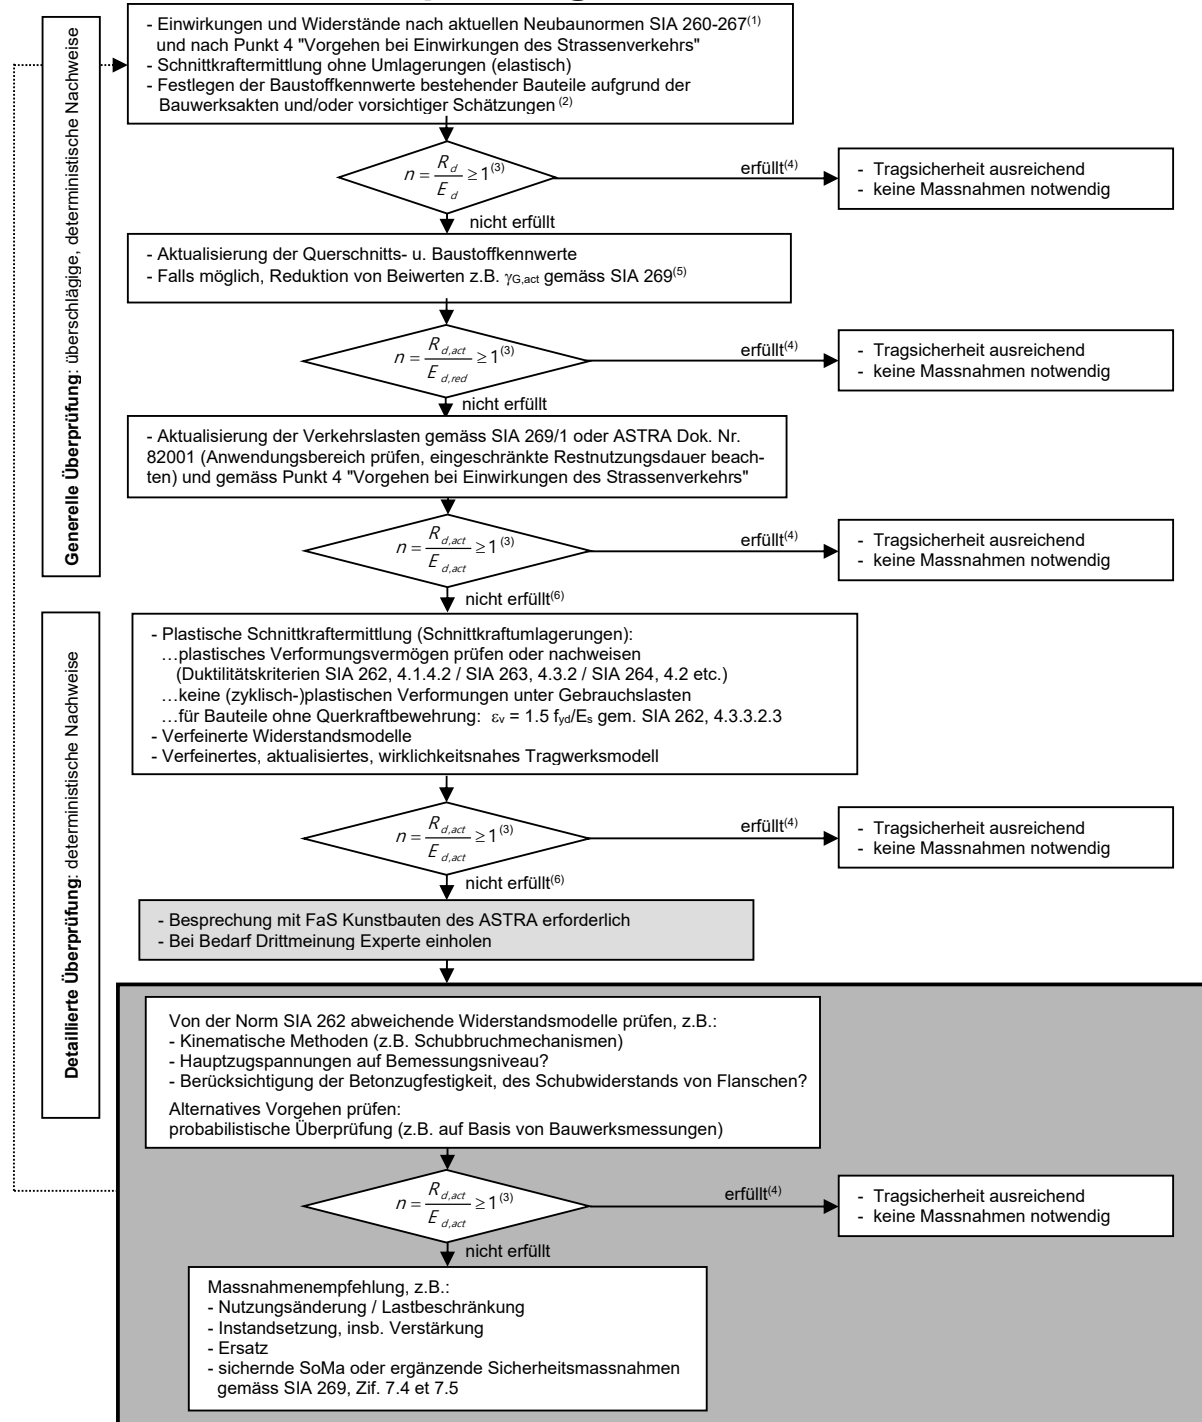 - Einwirkungen und Widerstände nach aktuellen Neubaunormen SIA 260-267(1)
und nach Punkt 4 "Vorgehen bei Einwirkungen des Strassenverkehrs"
- Schnittkraftermittlung ohne Umlagerungen (elastisch)
- Festlegen der Baustoffkennwerte bestehender Bauteile aufgrund der
Bauwerksakten und/oder vorsichtiger Schätzungen (2)
Generelle Überprüfung: überschlägige, deterministische Nachweise
n = R_d / E_d ≥ 1(3)
erfüllt(4)
- Tragsicherheit ausreichend
- keine Massnahmen notwendig
nicht erfüllt
- Aktualisierung der Querschnitts- u. Baustoffkennwerte
- Falls möglich, Reduktion von Beiwerten z.B. γG,act gemäss SIA 269(5)
n = R_d,act / E_d,red ≥ 1(3)
erfüllt(4)
- Tragsicherheit ausreichend
- keine Massnahmen notwendig
nicht erfüllt
- Aktualisierung der Verkehrslasten gemäss SIA 269/1 oder ASTRA Dok. Nr.
82001 (Anwendungsbereich prüfen, eingeschränkte Restnutzungsdauer beach-
ten) und gemäss Punkt 4 "Vorgehen bei Einwirkungen des Strassenverkehrs"
n = R_d,act / E_d,act ≥ 1(3)
erfüllt(4)
- Tragsicherheit ausreichend
- keine Massnahmen notwendig
nicht erfüllt(6)
Detaillierte Überprüfung: deterministische Nachweise
- Plastische Schnittkraftermittlung (Schnittkraftumlagerungen):
…plastisches Verformungsvermögen prüfen oder nachweisen
(Duktilitätskriterien SIA 262, 4.1.4.2 / SIA 263, 4.3.2 / SIA 264, 4.2 etc.)
…keine (zyklisch-)plastischen Verformungen unter Gebrauchslasten
…für Bauteile ohne Querkraftbewehrung: εv = 1.5 fyd/Es gem. SIA 262, 4.3.3.2.3
- Verfeinerte Widerstandsmodelle
- Verfeinertes, aktualisiertes, wirklichkeitsnahes Tragwerksmodell
n = R_d,act / E_d,act ≥ 1(3)
erfüllt(4)
- Tragsicherheit ausreichend
- keine Massnahmen notwendig
nicht erfüllt(6)
- Besprechung mit FaS Kunstbauten des ASTRA erforderlich
- Bei Bedarf Drittmeinung Experte einholen
Von der Norm SIA 262 abweichende Widerstandsmodelle prüfen, z.B.:
- Kinematische Methoden (z.B. Schubbruchmechanismen)
- Hauptzugspannungen auf Bemessungsniveau?
- Berücksichtigung der Betonzugfestigkeit, des Schubwiderstands von Flanschen?
Alternatives Vorgehen prüfen:
probabilistische Überprüfung (z.B. auf Basis von Bauwerksmessungen)
n = R_d,act / E_d,act ≥ 1(3)
erfüllt(4)
- Tragsicherheit ausreichend
- keine Massnahmen notwendig
nicht erfüllt
Massnahmenempfehlung, z.B.:
- Nutzungsänderung / Lastbeschränkung
- Instandsetzung, insb. Verstärkung
- Ersatz
- sichernde SoMa oder ergänzende Sicherheitsmassnahmen
gemäss SIA 269, Zif. 7.4 et 7.5